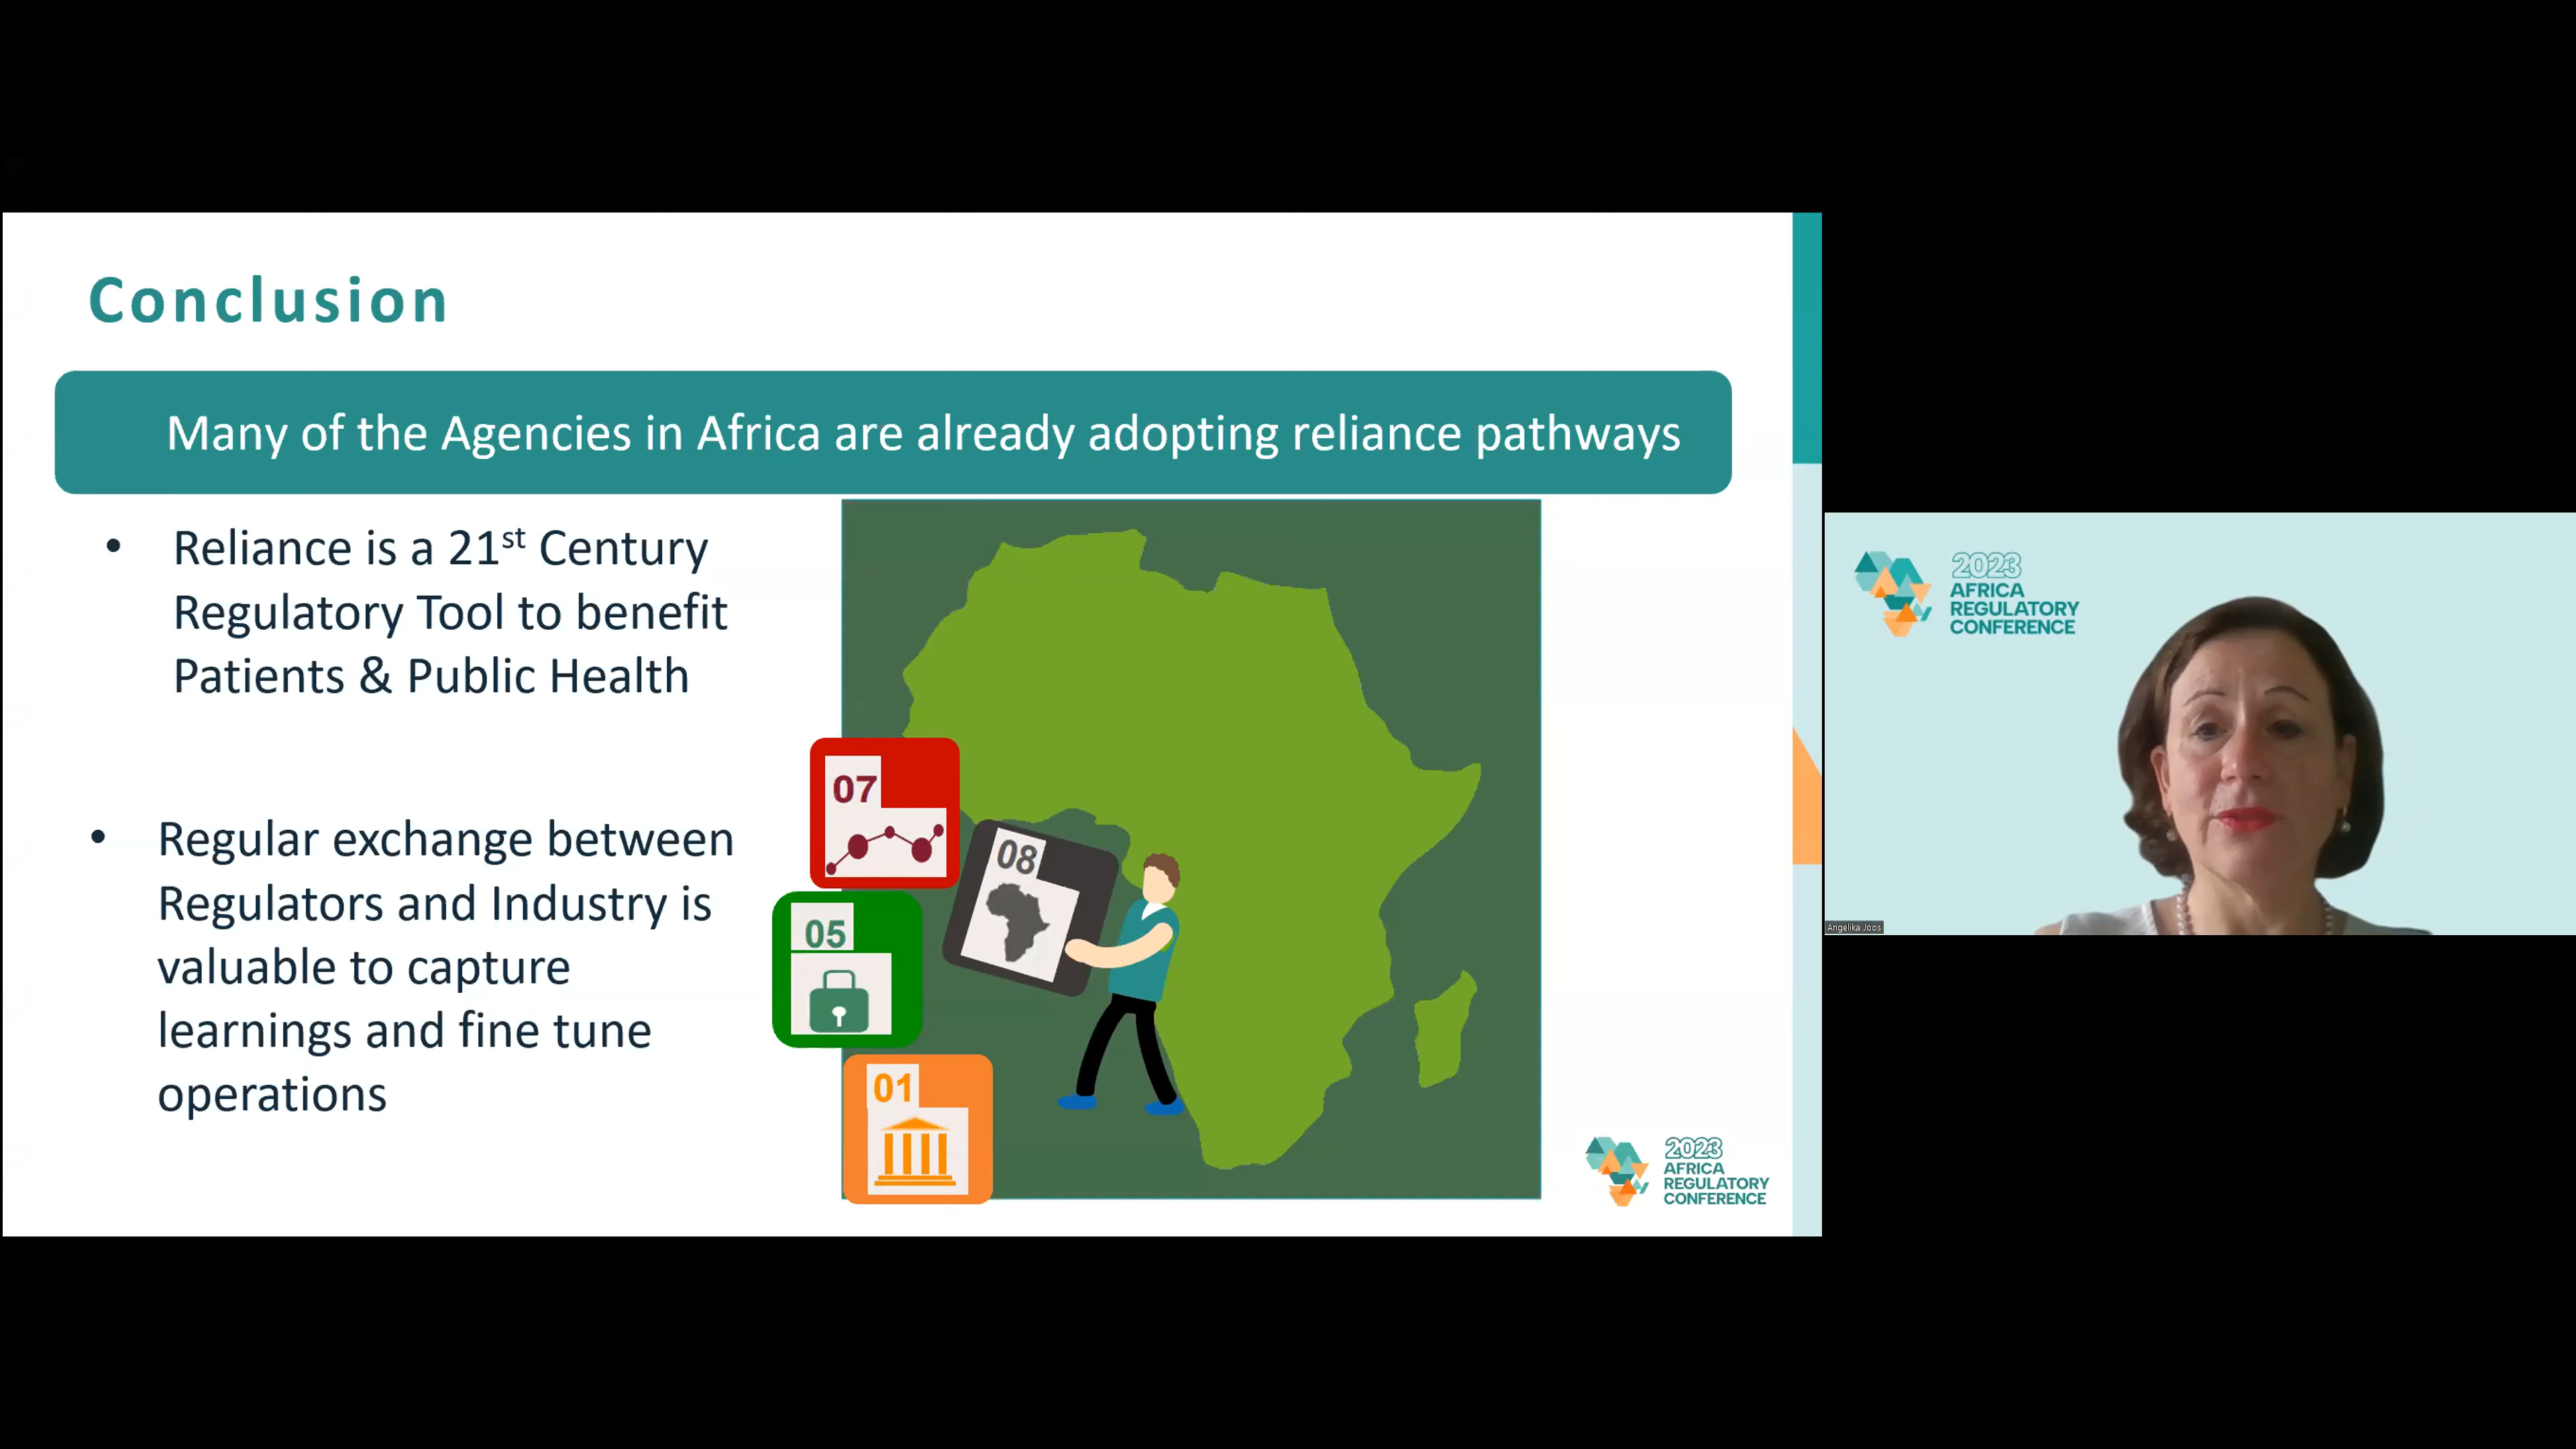 Conclusion
Many of the Agencies in Africa are already adopting reliance pathways
• Reliance is a 21st Century
Regulatory Tool to benefit
Patients & Public Health
• Regular exchange between
Regulators and Industry is
valuable to capture
learnings and fine tune
operations
07
08
05
01
2023
AFRICA
REGULATORY
CONFERENCE
2023
AFRICA
REGULATORY
CONFERENCE
Angelika Joos